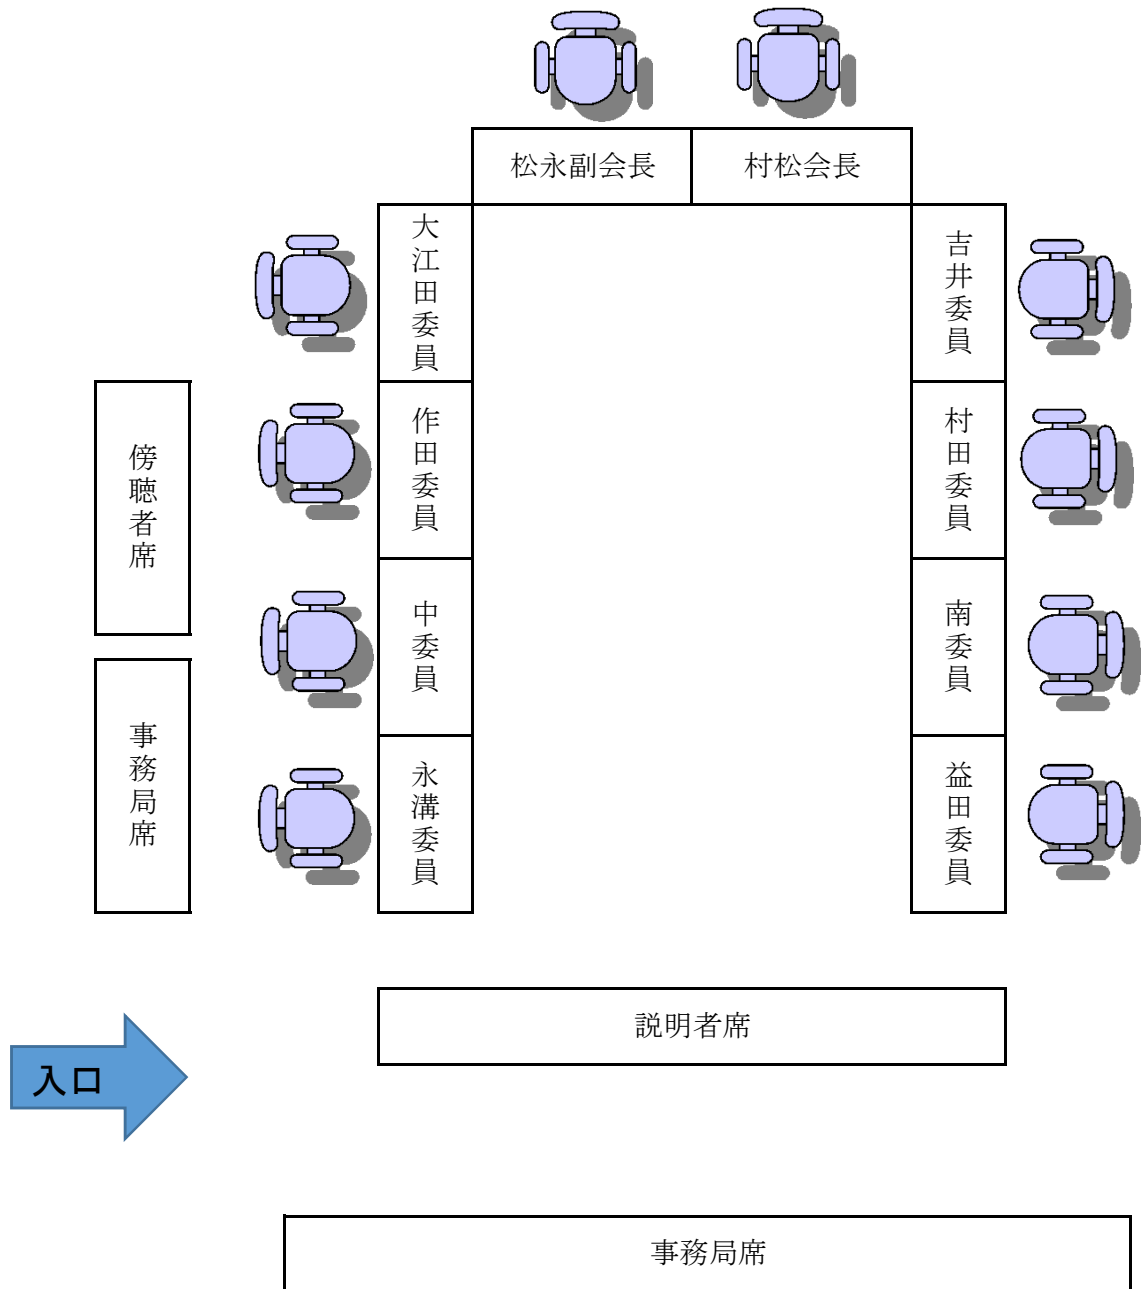 松永副会長
村松会長
大江田委員
吉井委員
作田委員
村田委員
傍聴者席
中委員
南委員
事務局席
永溝委員
益田委員
説明者席
入口
事務局席